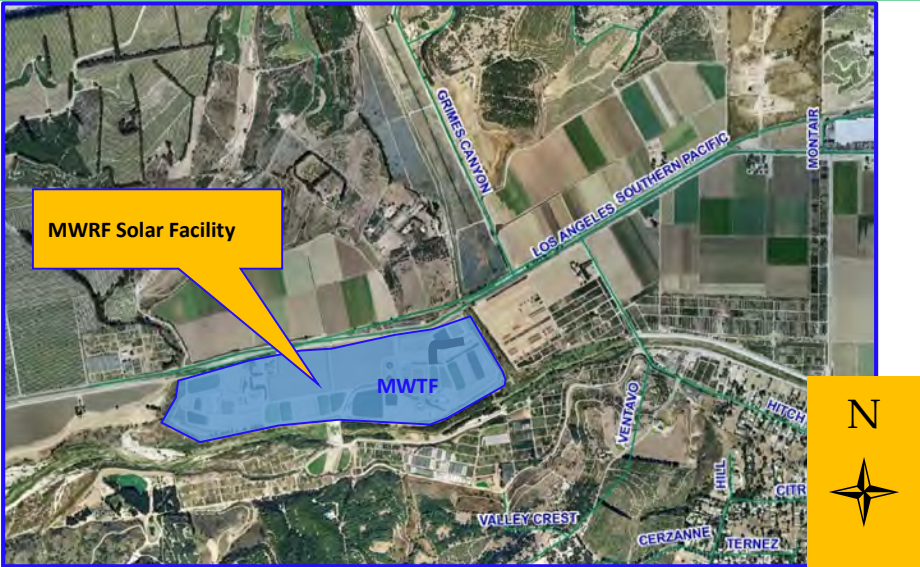 GRIMES CANYON
LOS ANGELES SOUTHERN PACIFIC
MONTAIR
MWRF Solar Facility
MWTF
VENTAVO
HITCH
N
HILL
CITR
VALLEY CREST
CERZANNE
TERNEZ